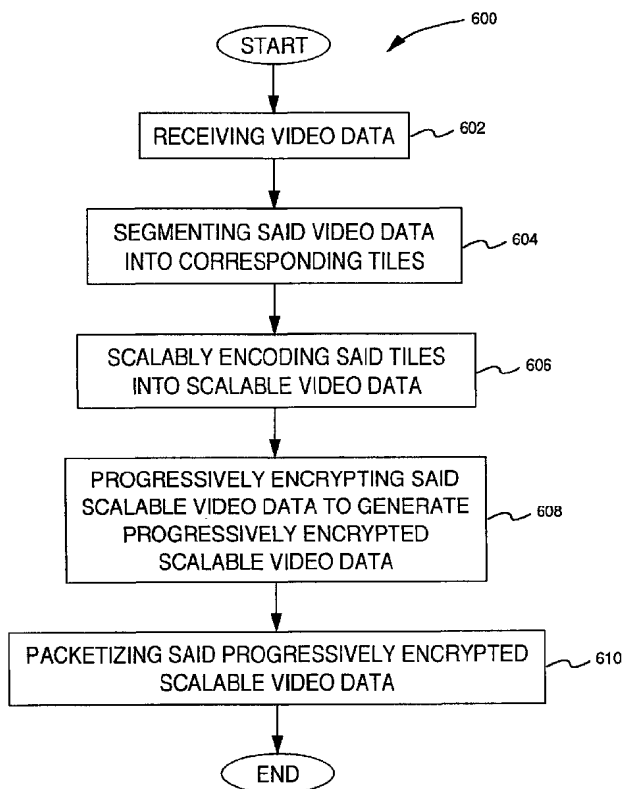 600
START
RECEIVING VIDEO DATA
602
SEGMENTING SAID VIDEO DATA
INTO CORRESPONDING TILES
604
SCALABLY ENCODING SAID TILES
INTO SCALABLE VIDEO DATA
606
PROGRESSIVELY ENCRYPTING SAID
SCALABLE VIDEO DATA TO GENERATE
PROGRESSIVELY ENCRYPTED
SCALABLE VIDEO DATA
608
PACKETIZING SAID PROGRESSIVELY ENCRYPTED
SCALABLE VIDEO DATA
610
END